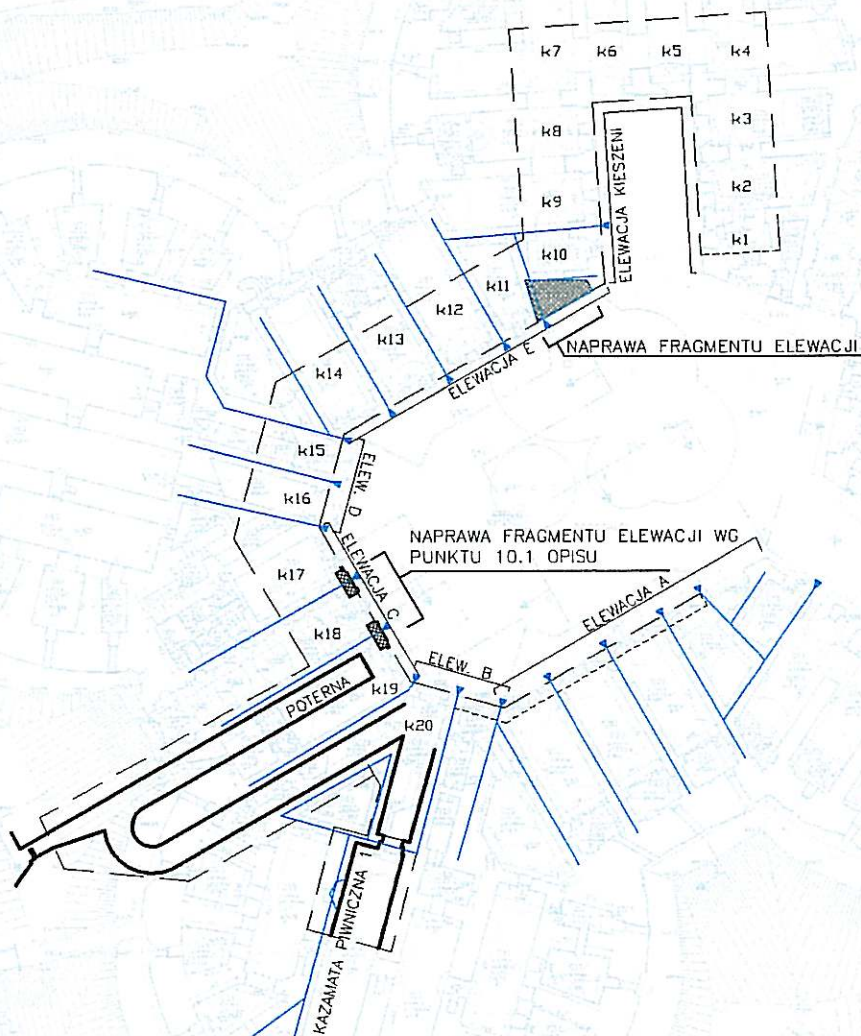 k7 k6 k5 k4
k8
k3
k2
k9
k1
k10
ELEWACJA KIESZENI
k11
k12
k13
k14
ELEWACJA E
NAPRAWA FRAGMENTU ELEWACJI
k15
k16
ELEW. D
k17
ELEWACJA C
NAPRAWA FRAGMENTU ELEWACJI WG
PUNKTU 10.1 OPISU
ELEWACJA A
k18
k19
ELEW. B
POTERNA
k20
KAZAMATA PIWNICZNA 1